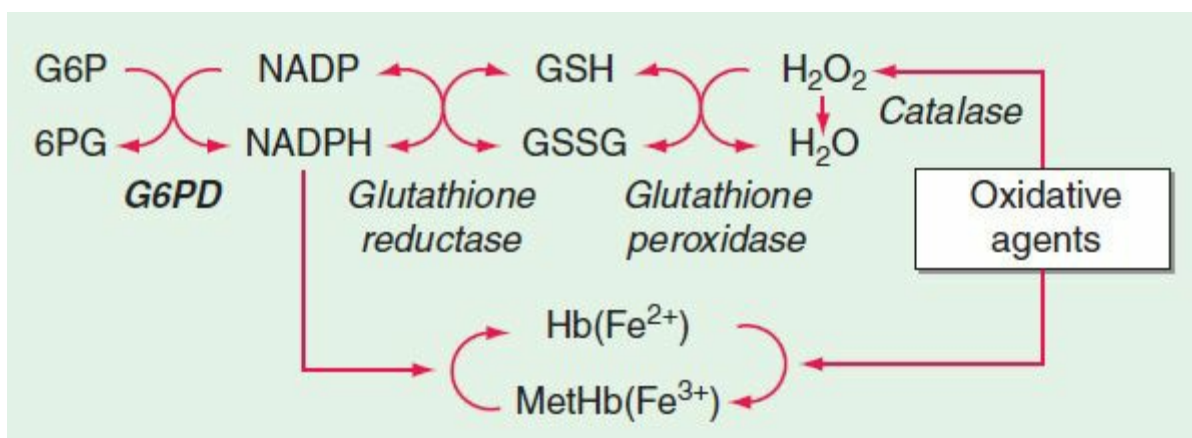 G6P NADP GSH H₂O₂
Catalase
6PG NADPH GSSG H₂O
G6PD Glutathione reductase Glutathione peroxidase
Oxidative agents
Hb(Fe²⁺)
MetHb(Fe³⁺)